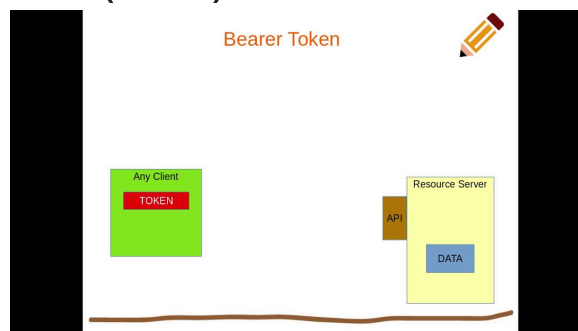 Bearer Token
Any Client
TOKEN
Resource Server
API
DATA